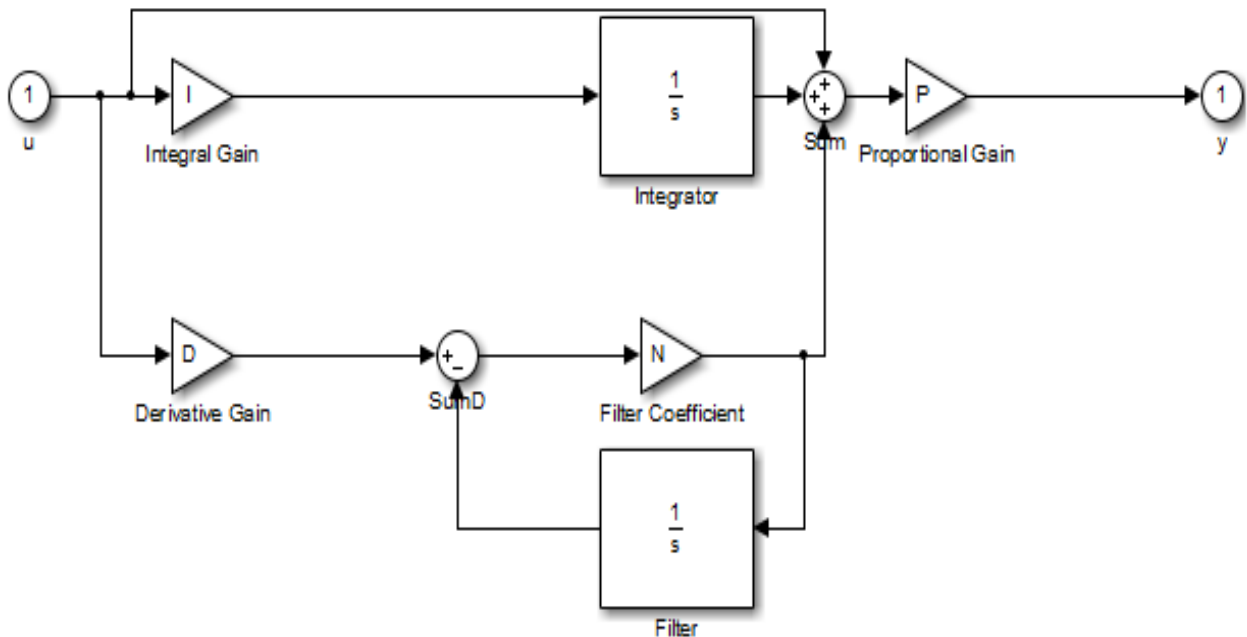 1
u
I
Integral Gain
1
s
Integrator
+
+
+
Sum
P
Proportional Gain
1
y
D
Derivative Gain
+
–
SumD
N
Filter Coefficient
1
s
Filter